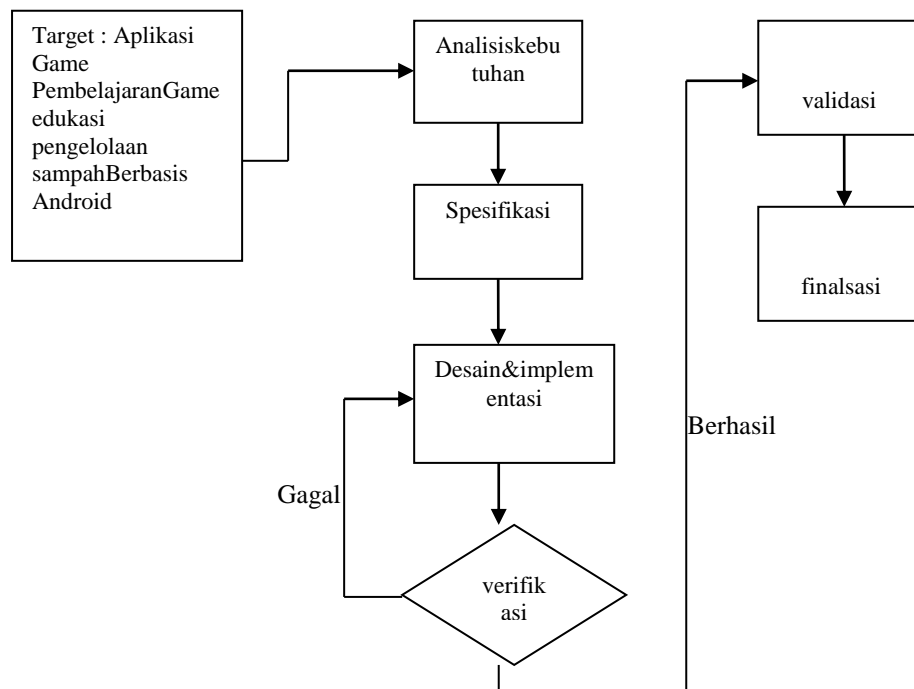 Target : Aplikasi
Game
PembelajaranGame
edukasi
pengelolaan
sampahBerbasis
Android
Analisiskebu
tuhan
Spesifikasi
Desain&implem
entasi
Gagal
verifik
asi
Berhasil
validasi
finalsasi